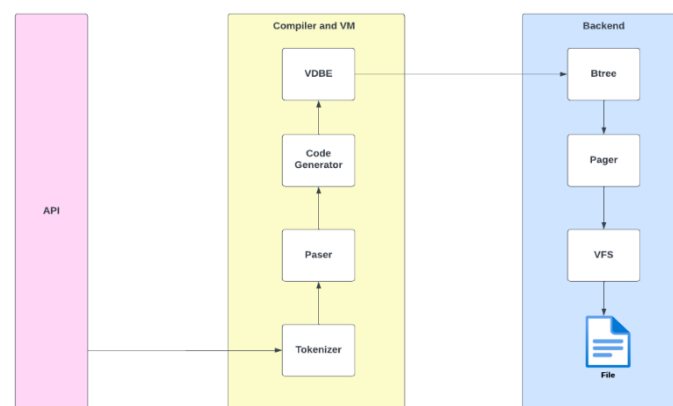 API
Compiler and VM
VDBE
Code
Generator
Paser
Tokenizer
Backend
Btree
Pager
VFS
File